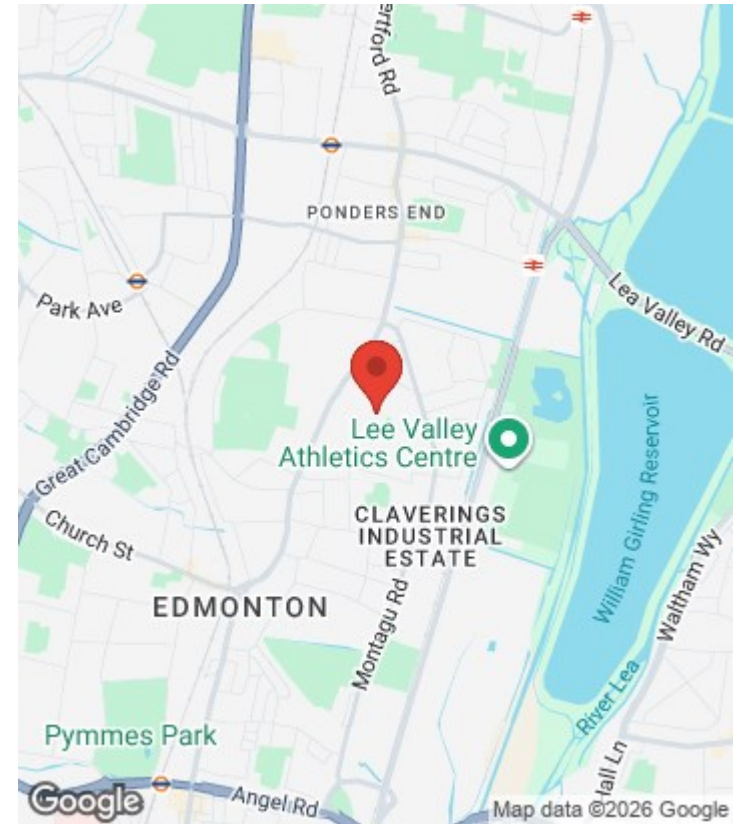 ertford Rd
PONDERS END
Park Ave
Lea Valley Rd
Great Cambridge Rd
Lee Valley
Athletics Centre
William Girling Reservoir
Church St
CLAVERINGS
INDUSTRIAL
ESTATE
Waltham Wy
EDMONTON
Montagu Rd
River Lea
Pymmes Park
Hall Ln
Angel Rd
Google
Map data ©2026 Google